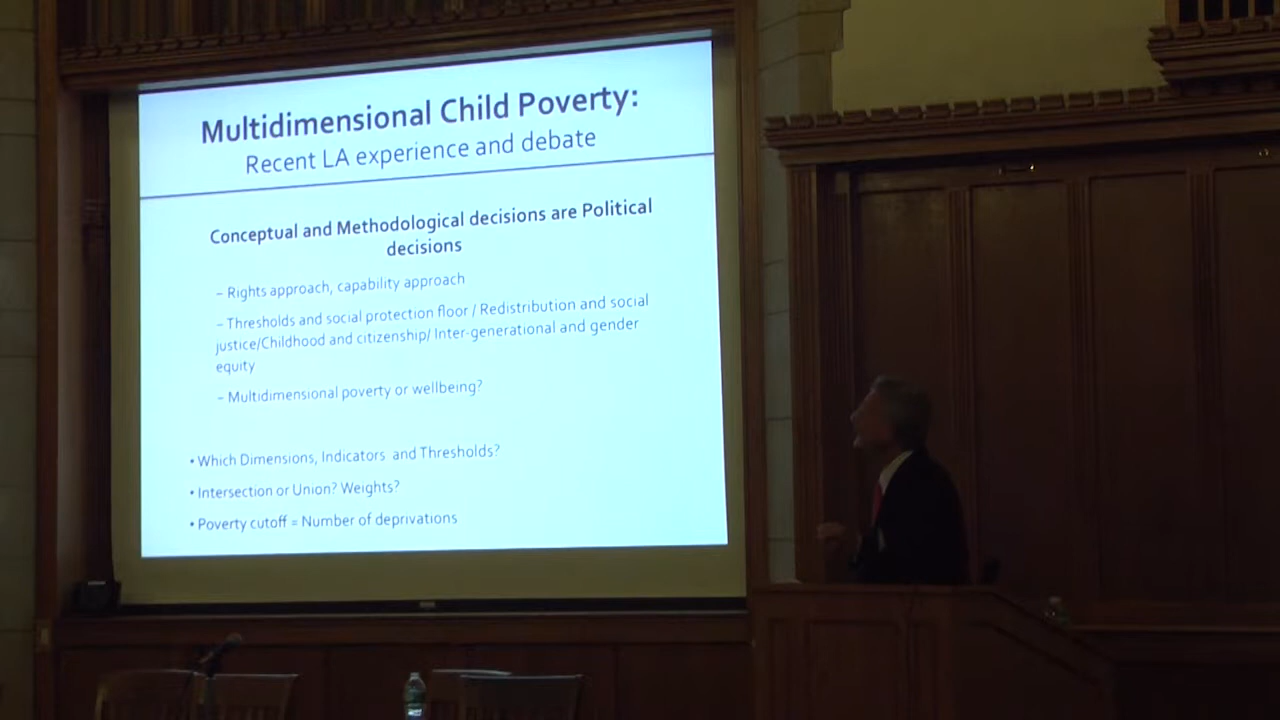 Multidimensional Child Poverty:
Recent LA experience and debate
Conceptual and Methodological decisions are Political
decisions
– Rights approach, capability approach
– Thresholds and social protection floor / Redistribution and social
justice/Childhood and citizenship/ Inter-generational and gender
equity
– Multidimensional poverty or wellbeing?
• Which Dimensions, Indicators and Thresholds?
• Intersection or Union? Weights?
• Poverty cutoff = Number of deprivations